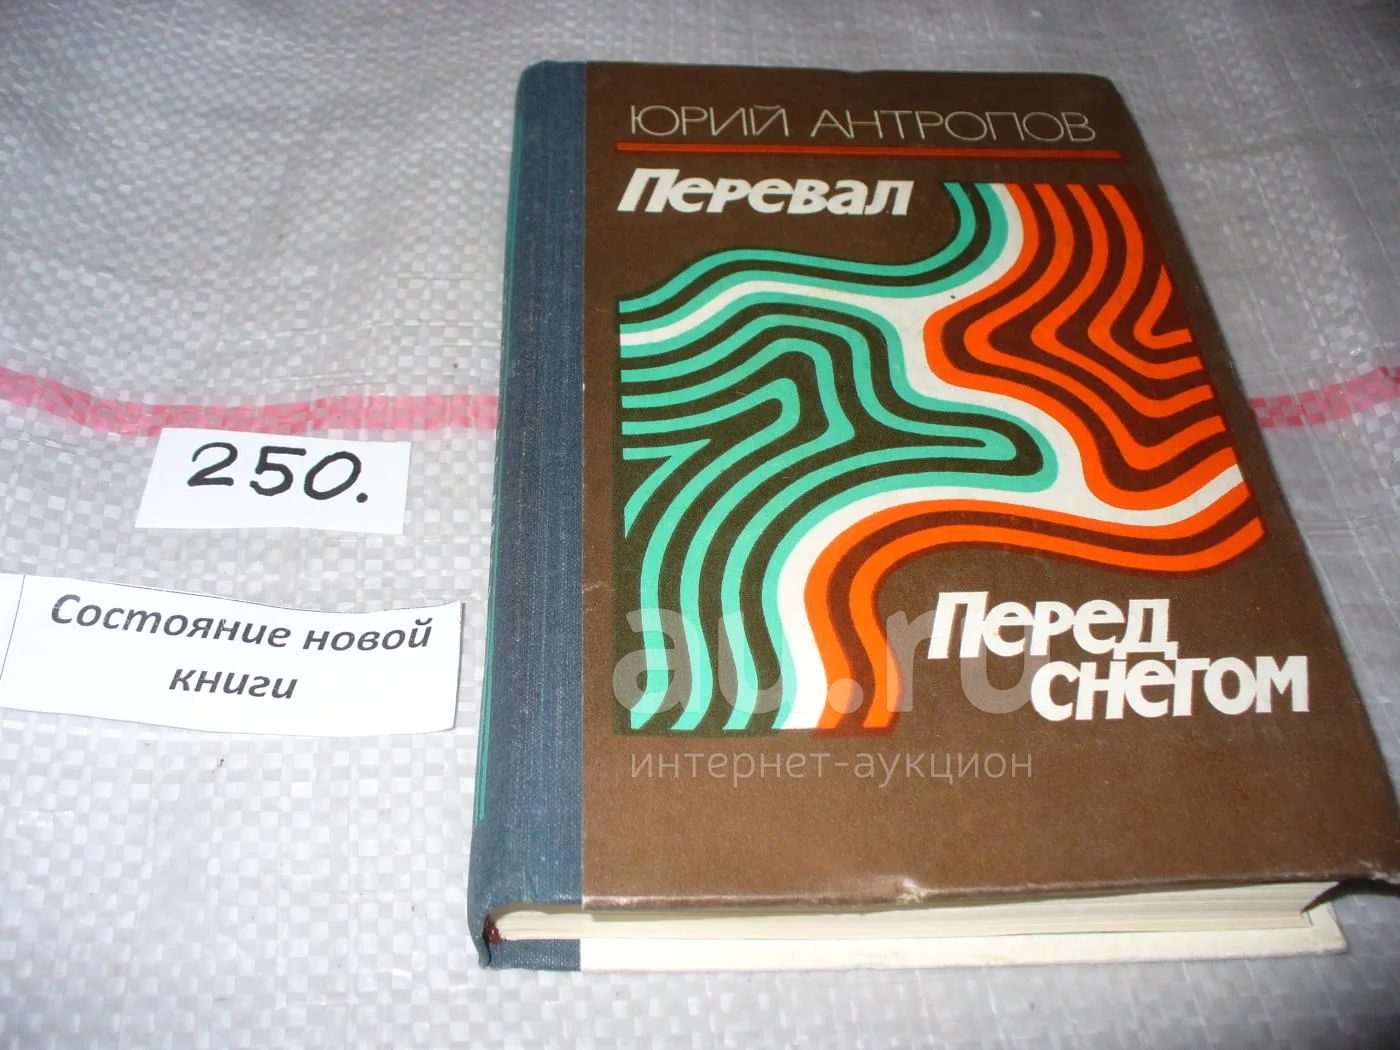 ЮРИЙ АНТРОПОВ
Перевал
Перед
снегом
250.
Состояние новой
книги
au.ru
интернет-аукцион